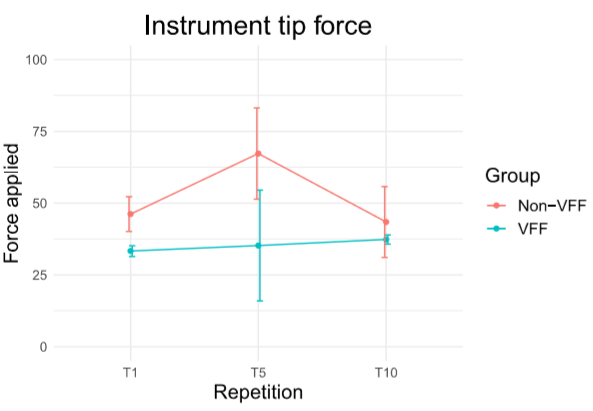 Instrument tip force
100
75
50
25
0
Force applied
T1 T5 T10
Repetition
Group
Non-VFF
VFF